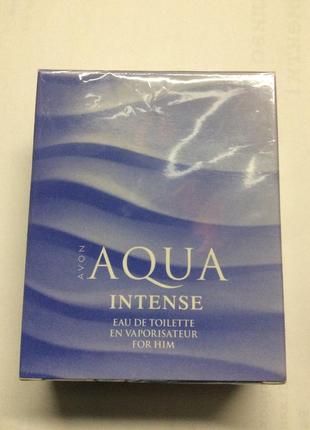 AVON
AQUA
INTENSE
EAU DE TOILETTE
EN VAPORISATEUR
FOR HIM